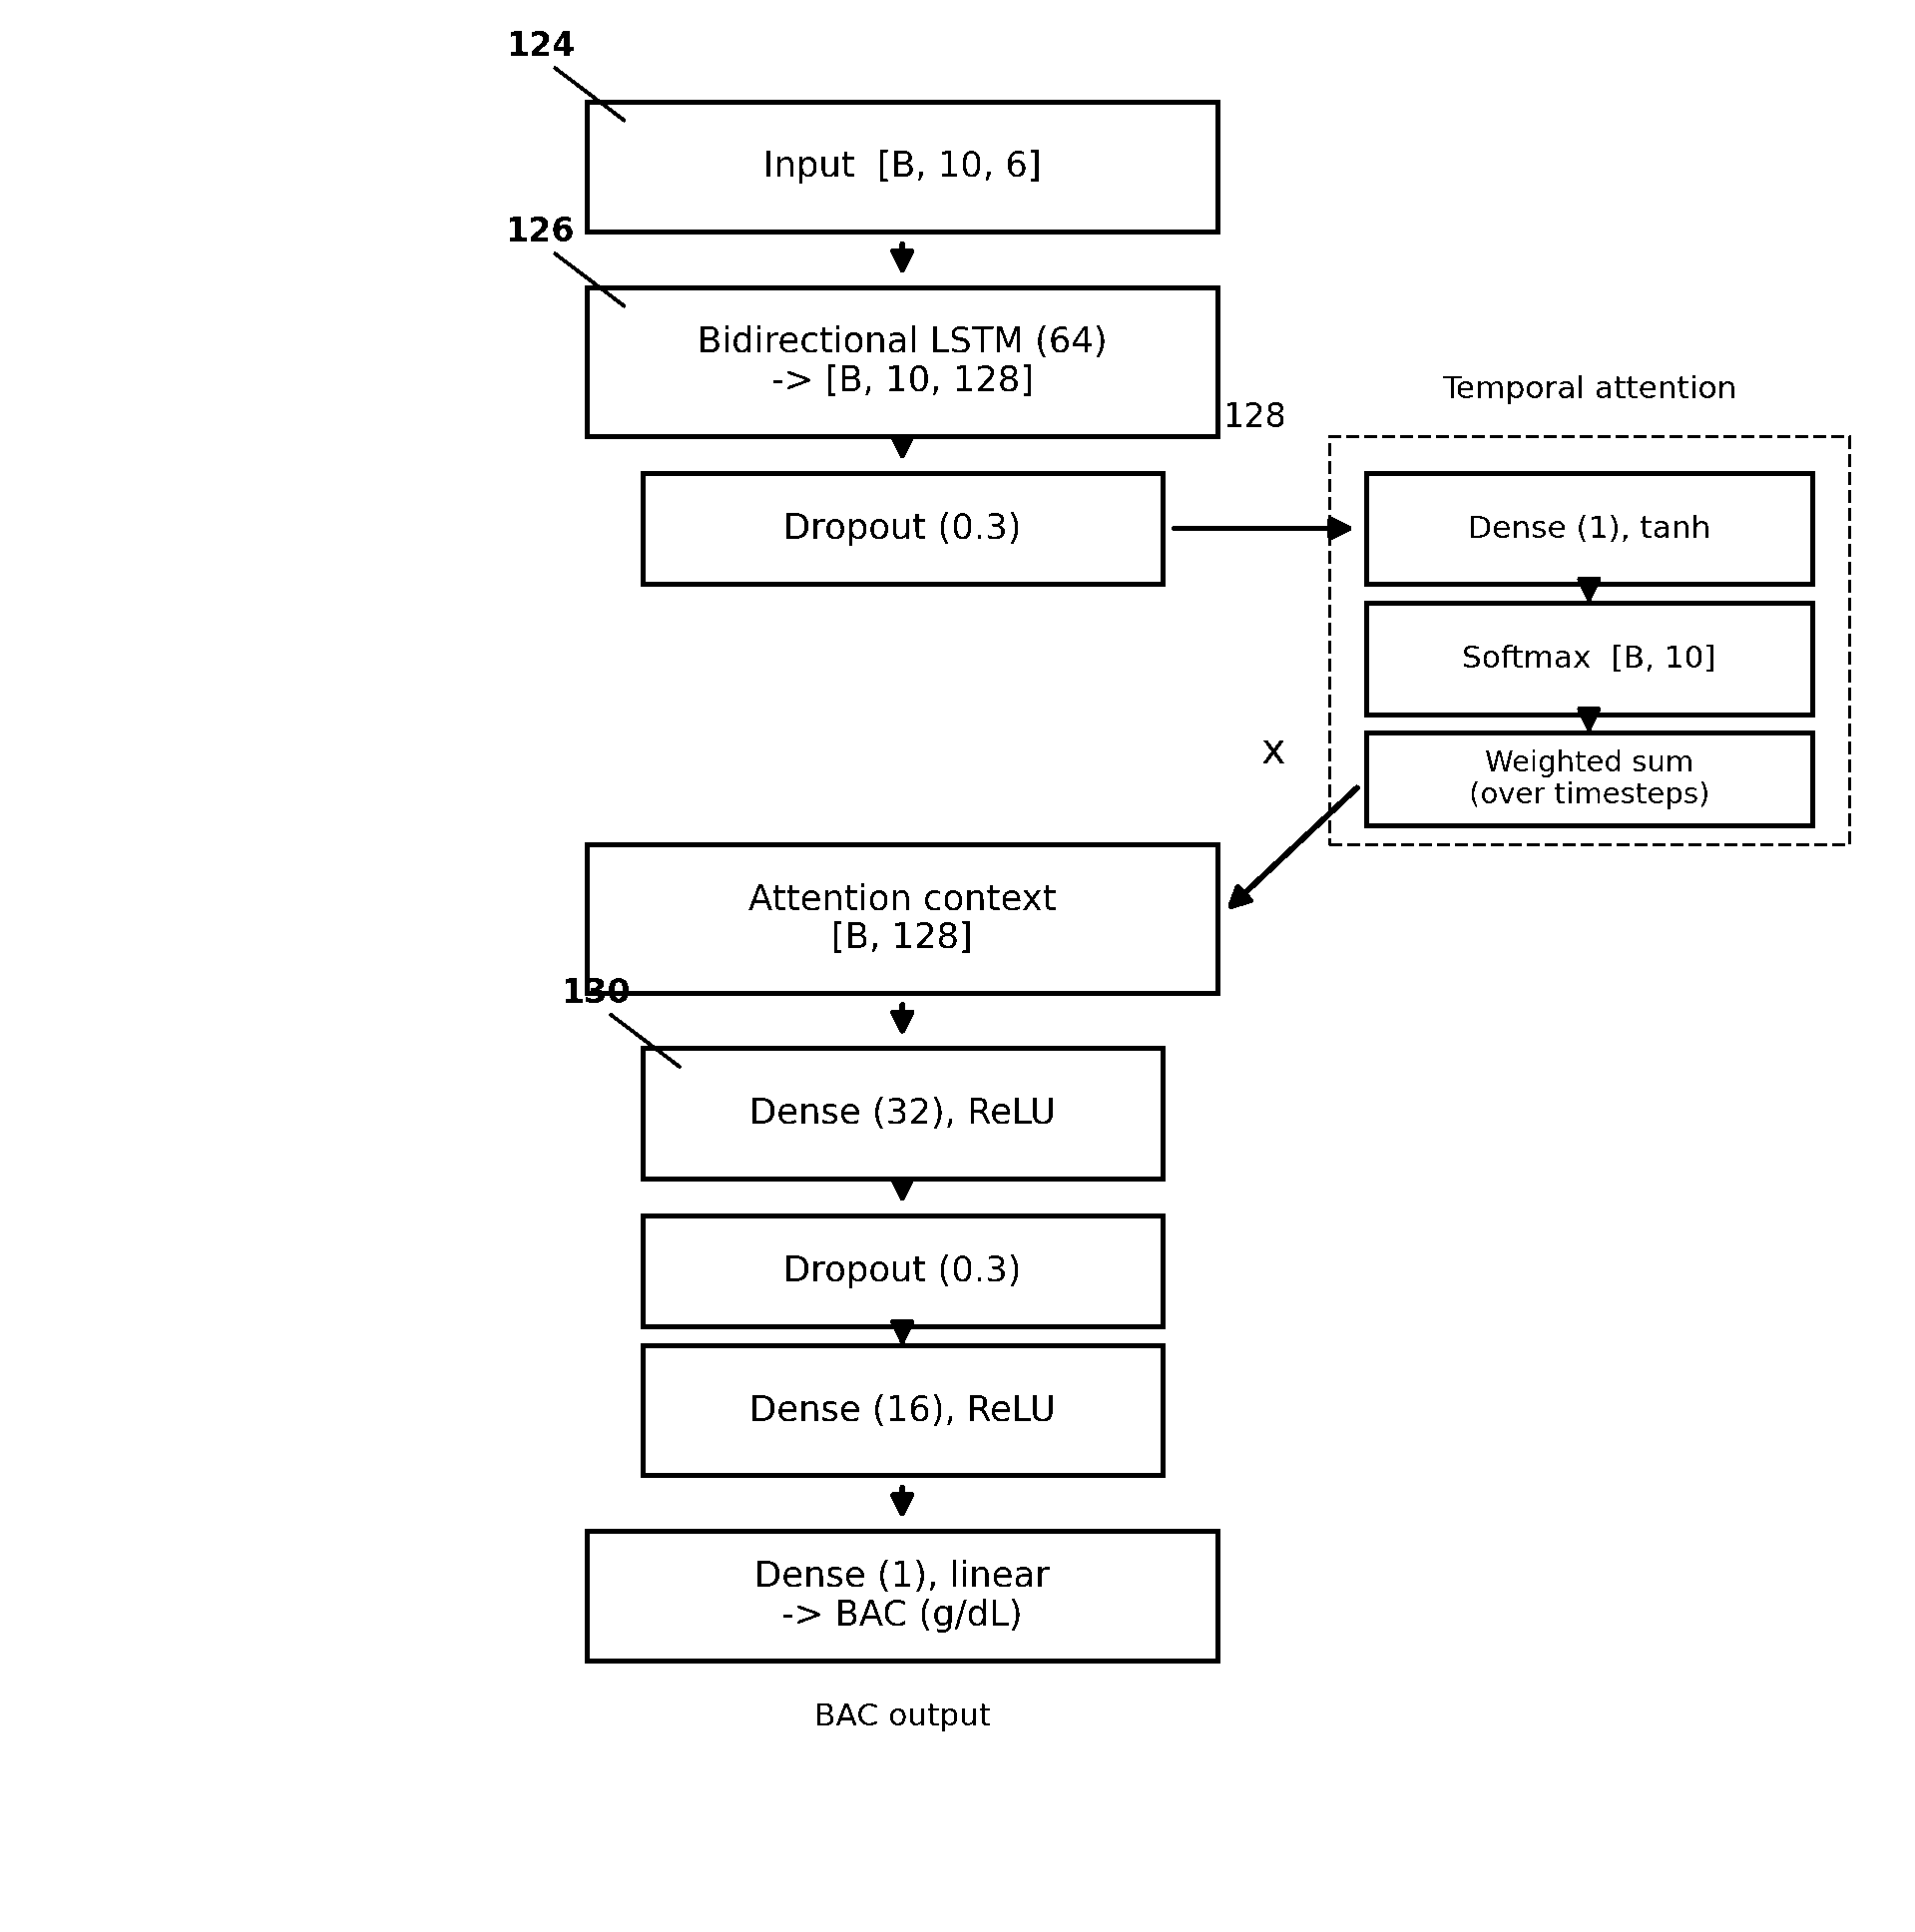 124
Input  [B, 10, 6]
126
Bidirectional LSTM (64)
-> [B, 10, 128]
128
Temporal attention
Dropout (0.3)
Dense (1), tanh
Softmax  [B, 10]
x
Weighted sum
(over timesteps)
Attention context
[B, 128]
130
Dense (32), ReLU
Dropout (0.3)
Dense (16), ReLU
Dense (1), linear
-> BAC (g/dL)
BAC output